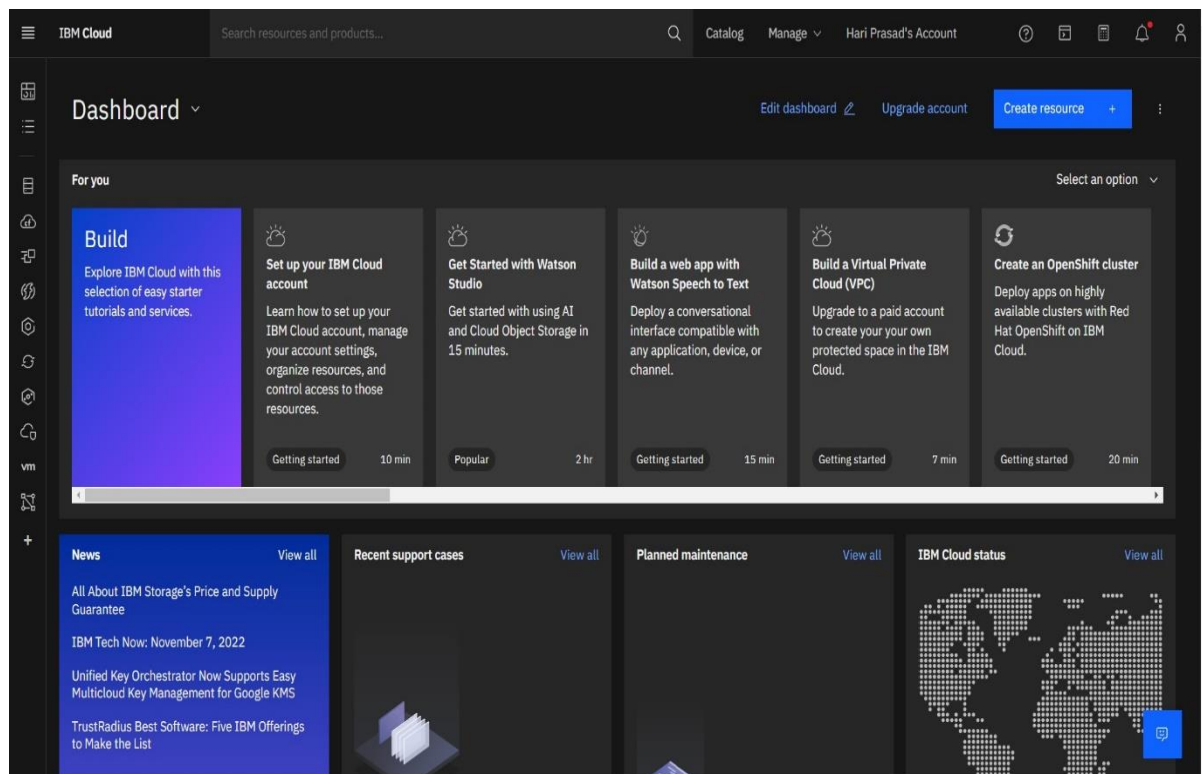 IBM Cloud
Search resources and products...
Catalog
Manage
Hari Prasad's Account
Dashboard
Edit dashboard
Upgrade account
Create resource +
For you
Select an option
Build
Explore IBM Cloud with this
selection of easy starter
tutorials and services.
Set up your IBM Cloud
account
Learn how to set up your
IBM Cloud account, manage
your account settings,
organize resources, and
control access to those
resources.
Getting started
10 min
Get Started with Watson
Studio
Get started with using AI
and Cloud Object Storage in
15 minutes.
Popular
2 hr
Build a web app with
Watson Speech to Text
Deploy a conversational
interface compatible with
any application, device, or
channel.
Getting started
15 min
Build a Virtual Private
Cloud (VPC)
Upgrade to a paid account
to create your your own
protected space in the IBM
Cloud.
Getting started
7 min
Create an OpenShift cluster
Deploy apps on highly
available clusters with Red
Hat OpenShift on IBM
Cloud.
Getting started
20 min
vm
News
View all
All About IBM Storage's Price and Supply
Guarantee
IBM Tech Now: November 7, 2022
Unified Key Orchestrator Now Supports Easy
Multicloud Key Management for Google KMS
TrustRadius Best Software: Five IBM Offerings
to Make the List
Recent support cases
View all
Planned maintenance
View all
IBM Cloud status
View all